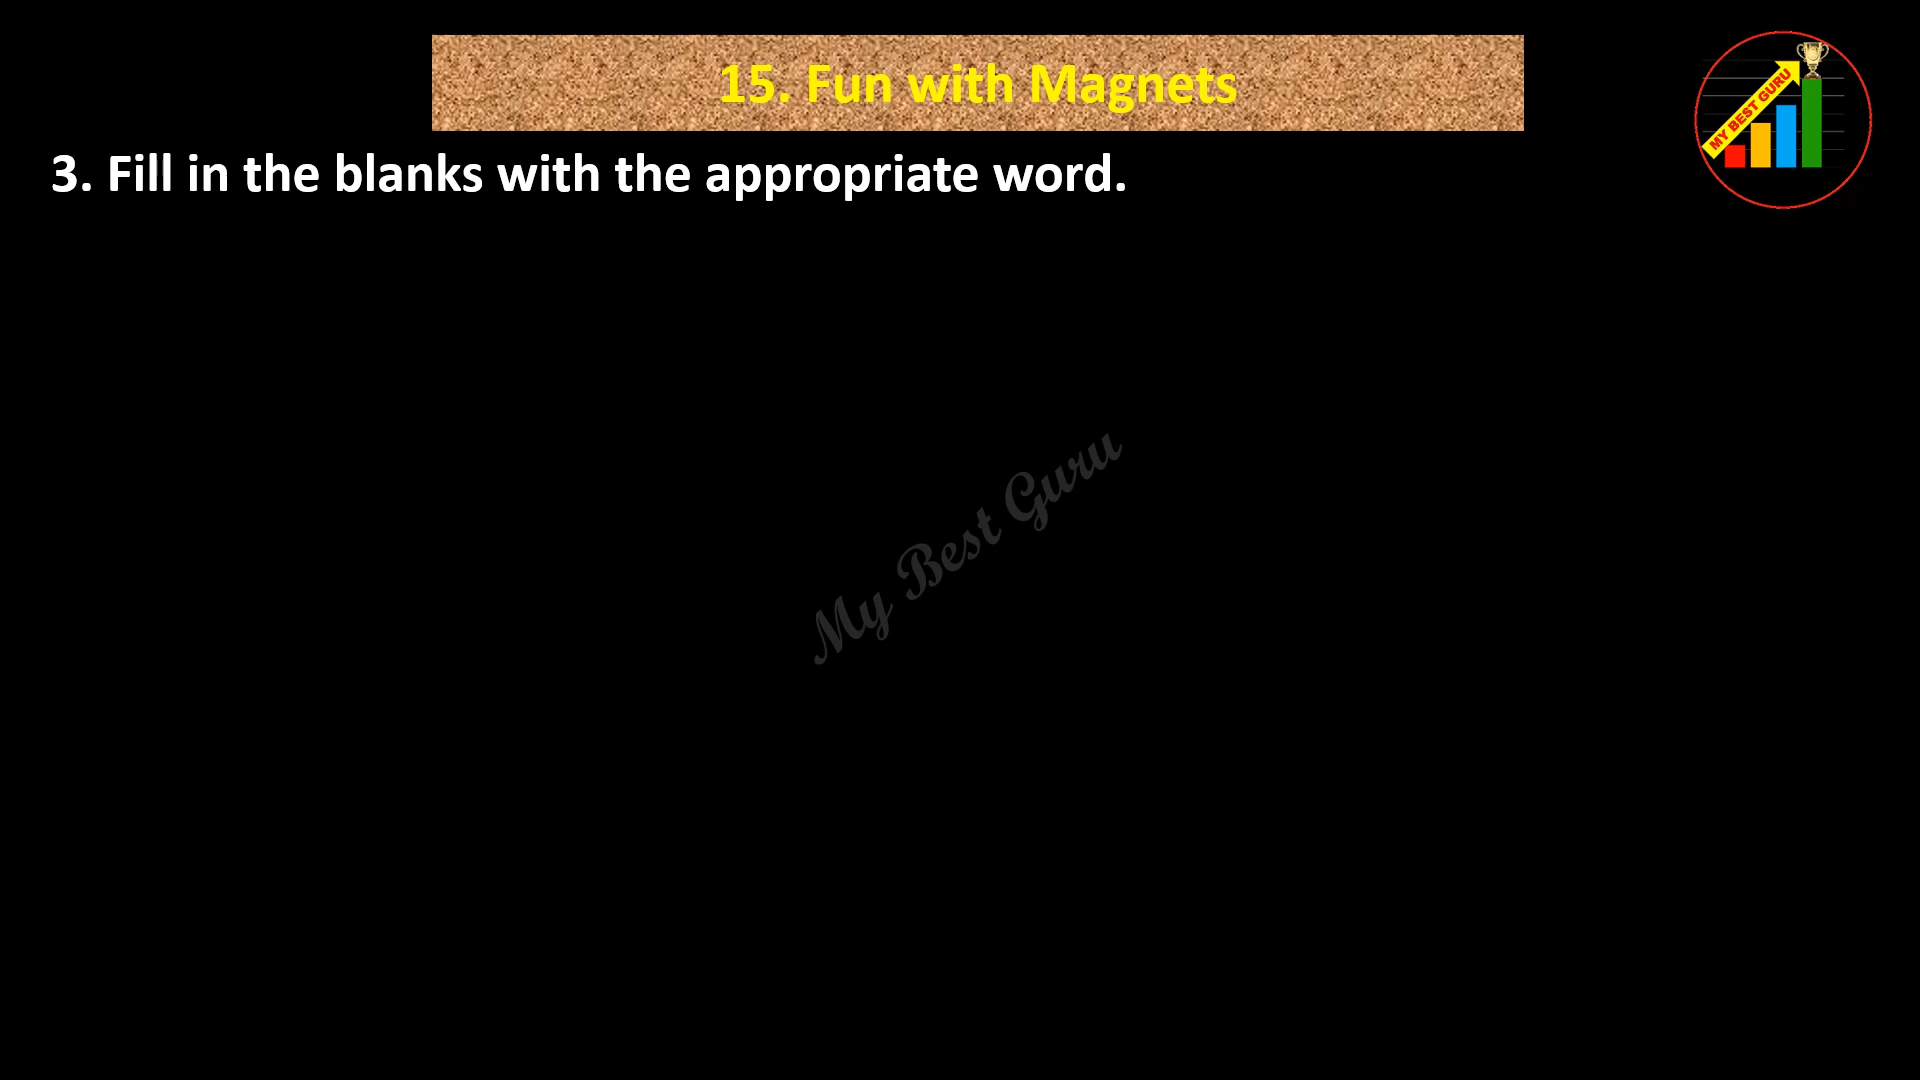 15. Fun with Magnets
MY BEST GURU
3. Fill in the blanks with the appropriate word.
My Best Guru